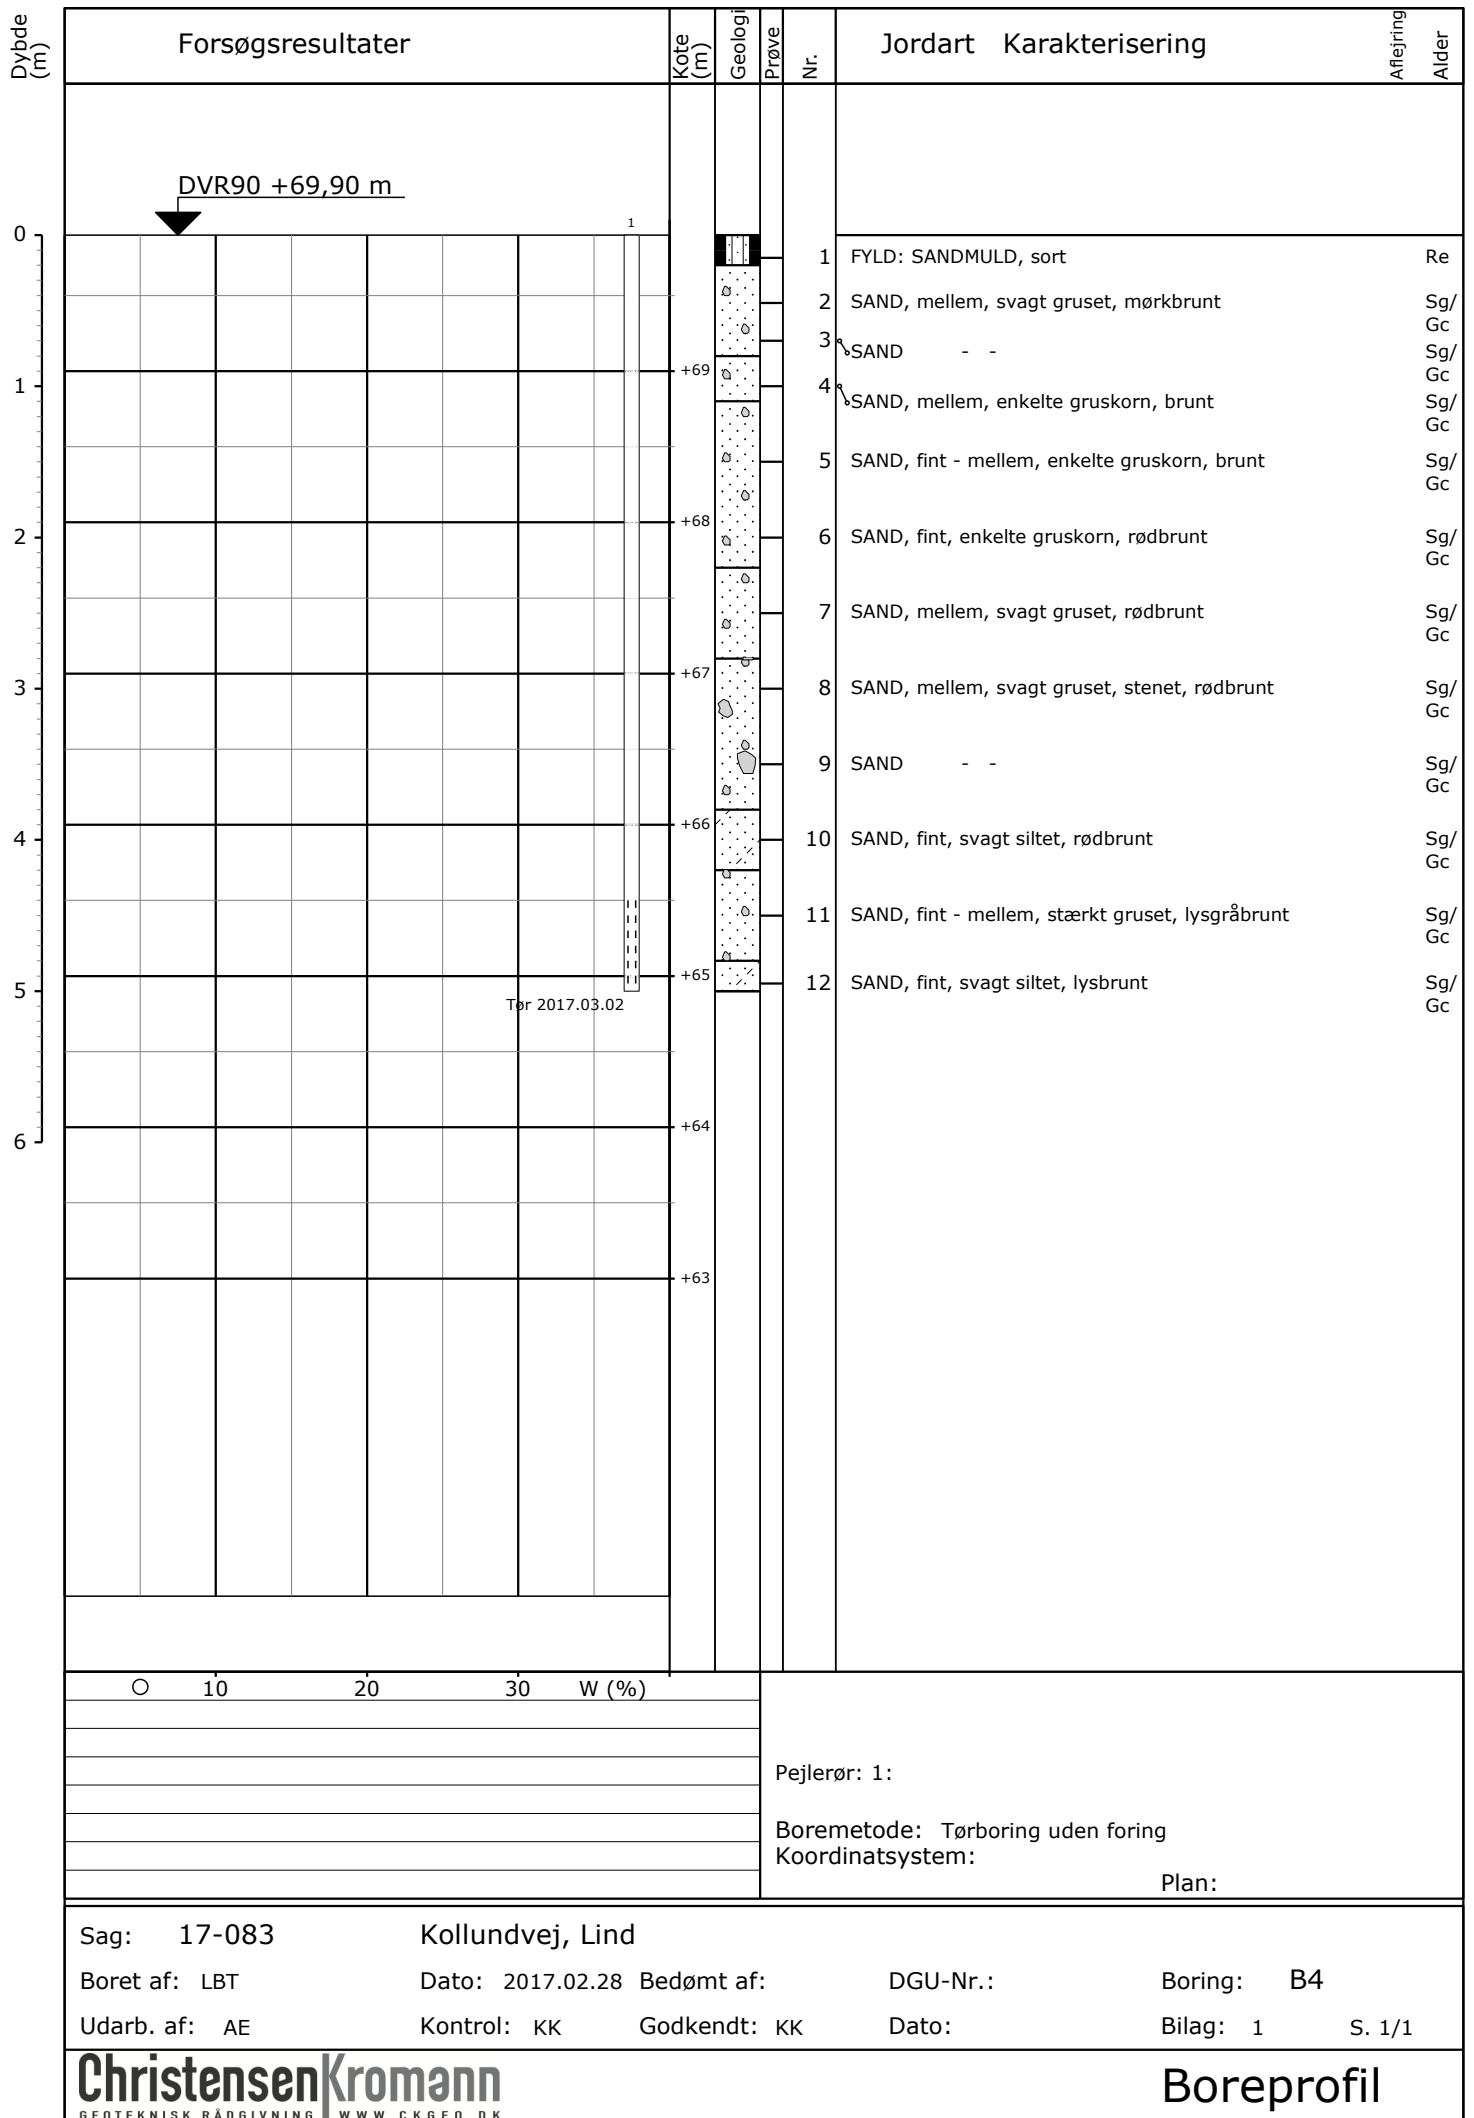 Dybde (m)
Forsøgsresultater
Kote (m)
Geologi
Prøve
Nr.
Jordart Karakterisering
Aflejring
Alder
DVR90 +69,90 m
1
0
1 FYLD: SANDMULD, sort Re
2 SAND, mellem, svagt gruset, mørkbrunt Sg/
Gc
3 SAND - - Sg/
Gc
+69
1
4 SAND, mellem, enkelte gruskorn, brunt Sg/
Gc
5 SAND, fint - mellem, enkelte gruskorn, brunt Sg/
Gc
+68
2
6 SAND, fint, enkelte gruskorn, rødbrunt Sg/
Gc
7 SAND, mellem, svagt gruset, rødbrunt Sg/
Gc
+67
3
8 SAND, mellem, svagt gruset, stenet, rødbrunt Sg/
Gc
9 SAND - - Sg/
Gc
+66
4
10 SAND, fint, svagt siltet, rødbrunt Sg/
Gc
11 SAND, fint - mellem, stærkt gruset, lysgråbrunt Sg/
Gc
+65
5
12 SAND, fint, svagt siltet, lysbrunt Sg/
Gc
Tør 2017.03.02
+64
6
+63
10 20 30 W (%)
Pejlerør: 1:
Boremetode: Tørboring uden foring
Koordinatsystem:
Plan:
Sag: 17-083 Kollundvej, Lind
Boret af: LBT Dato: 2017.02.28 Bedømt af: DGU-Nr.: Boring: B4
Udarb. af: AE Kontrol: KK Godkendt: KK Dato: Bilag: 1 S. 1/1
ChristensenKromann
GEOTEKNISK RÅDGIVNING WWW.CKGEO.DK
Boreprofil